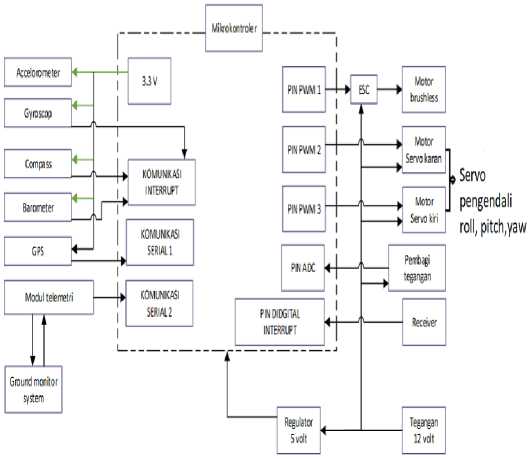 Mikrokontroler
Accelorometer
3.3 V
PIN PWM 1
ESC
Motor
brushless
Gyroscop
PIN PWM 2
Motor
Servo karan
Compass
KOMUNIKASI
INTERRUPT
Servo
pengendali
roll, pitch,yaw
Barometer
PIN PWM 3
Motor
Servo kiri
GPS
KOMUNIKASI
SERIAL 1
PIN ADC
Pembagi
tegangan
Modul telemetri
KOMUNIKASI
SERIAL 2
PIN DIDGITAL
INTERRUPT
Receiver
Ground monitor
system
Regulator
5 volt
Tegangan
12 volt